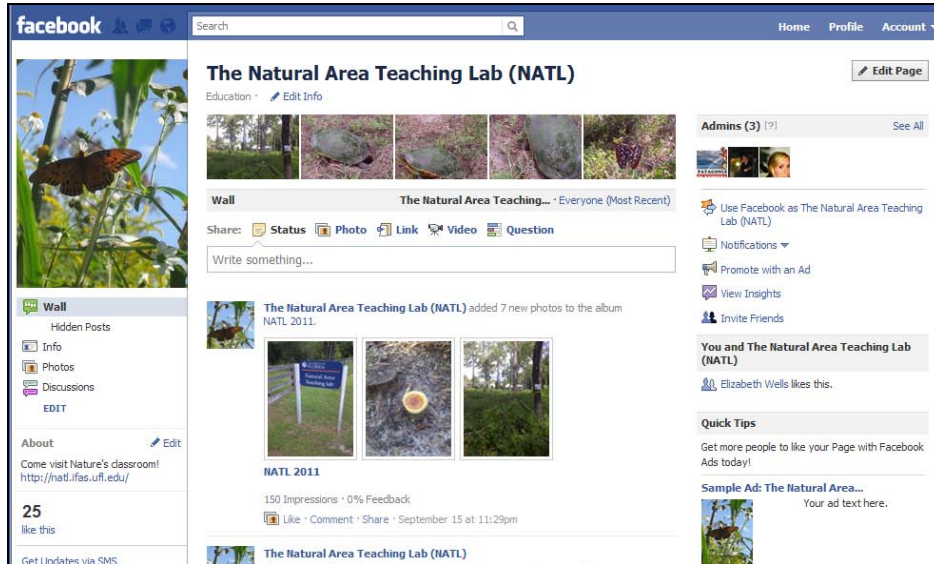 facebook
Search
Home Profile Account
The Natural Area Teaching Lab (NATL)
Edit Page
Education · Edit Info
Wall
The Natural Area Teaching... · Everyone (Most Recent)
Share: Status Photo Link Video Question
Write something...
The Natural Area Teaching Lab (NATL) added 7 new photos to the album
NATL 2011.
FLORIDA
Natural Area
Teaching Lab
NATL 2011
150 Impressions · 0% Feedback
Like · Comment · Share · September 15 at 11:29pm
The Natural Area Teaching Lab (NATL)
Wall
Hidden Posts
Info
Photos
Discussions
EDIT
About
Edit
Come visit Nature's classroom!
http://natl.ifas.ufl.edu/
25
like this
Get Updates via SMS
Admins (3) [?]
See All
PATAGONIA
Use Facebook as The Natural Area Teaching
Lab (NATL)
Notifications
Promote with an Ad
View Insights
Invite Friends
You and The Natural Area Teaching Lab
(NATL)
Elizabeth Wells likes this.
Quick Tips
Get more people to like your Page with Facebook
Ads today!
Sample Ad: The Natural Area...
Your ad text here.